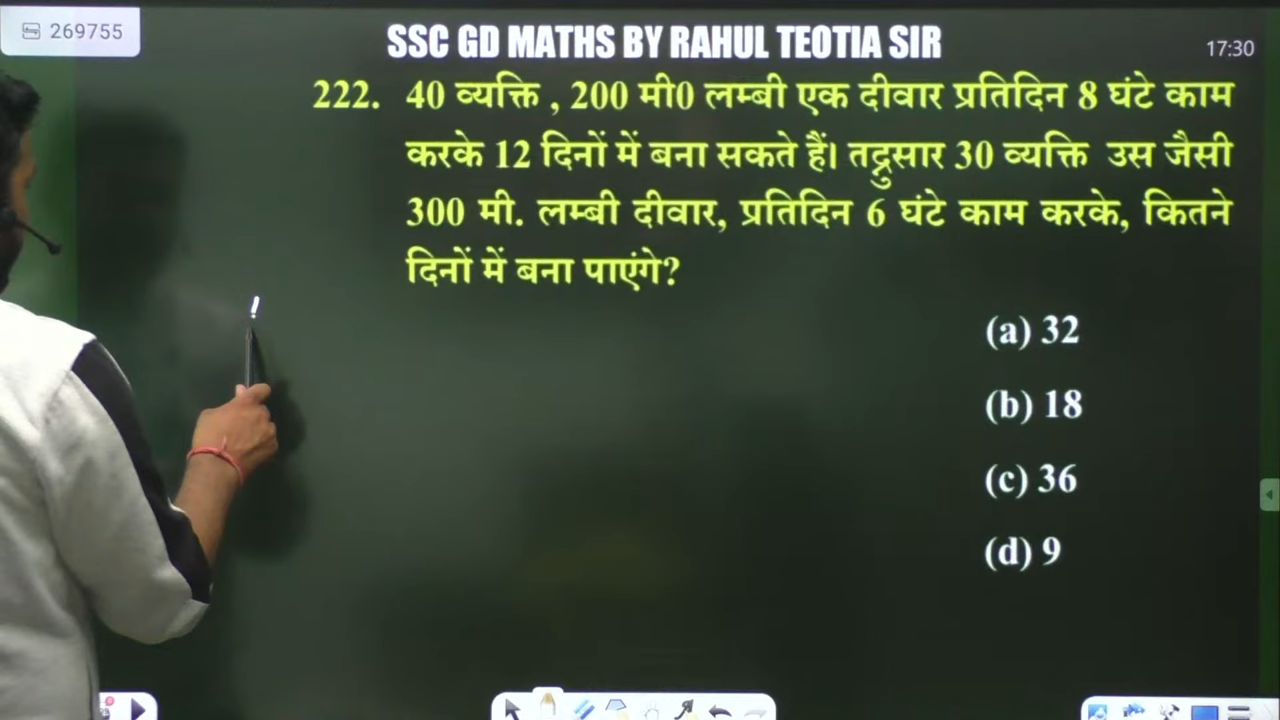 269755
SSC GD MATHS BY RAHUL TEOTIA SIR
17:30
222. 40 व्यक्ति , 200 मी0 लम्बी एक दीवार प्रतिदिन 8 घंटे काम
करके 12 दिनों में बना सकते हैं। तद्नुसार 30 व्यक्ति उस जैसी
300 मी. लम्बी दीवार, प्रतिदिन 6 घंटे काम करके, कितने
दिनों में बना पाएंगे?
(a) 32
(b) 18
(c) 36
(d) 9